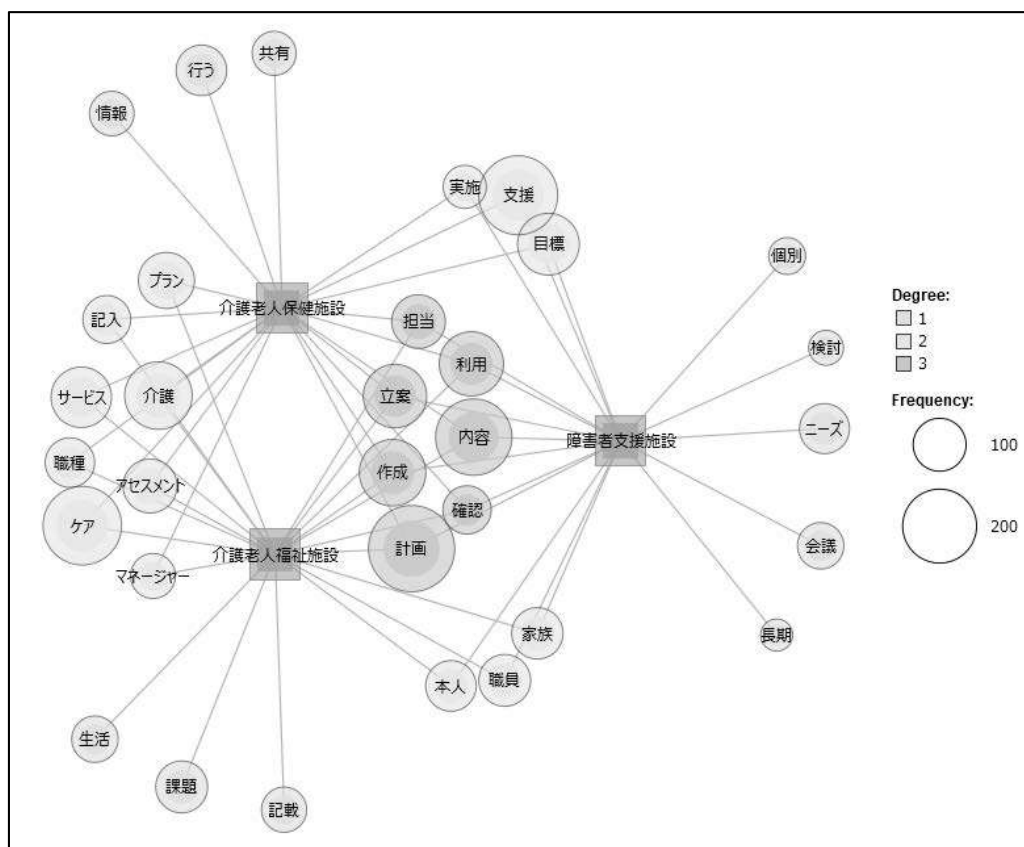 共有
行う
情報
実施
支援
目標
個別
プラン
介護老人保健施設
記入
担当
検討
利用
サービス
介護
立案
内容
障害者支援施設
ニーズ
職種
アセスメント
作成
ケア
確認
介護老人福祉施設
計画
会議
マネージャー
家族
長期
本人
職員
生活
課題
記載
Degree:
1
2
3
Frequency:
100
200